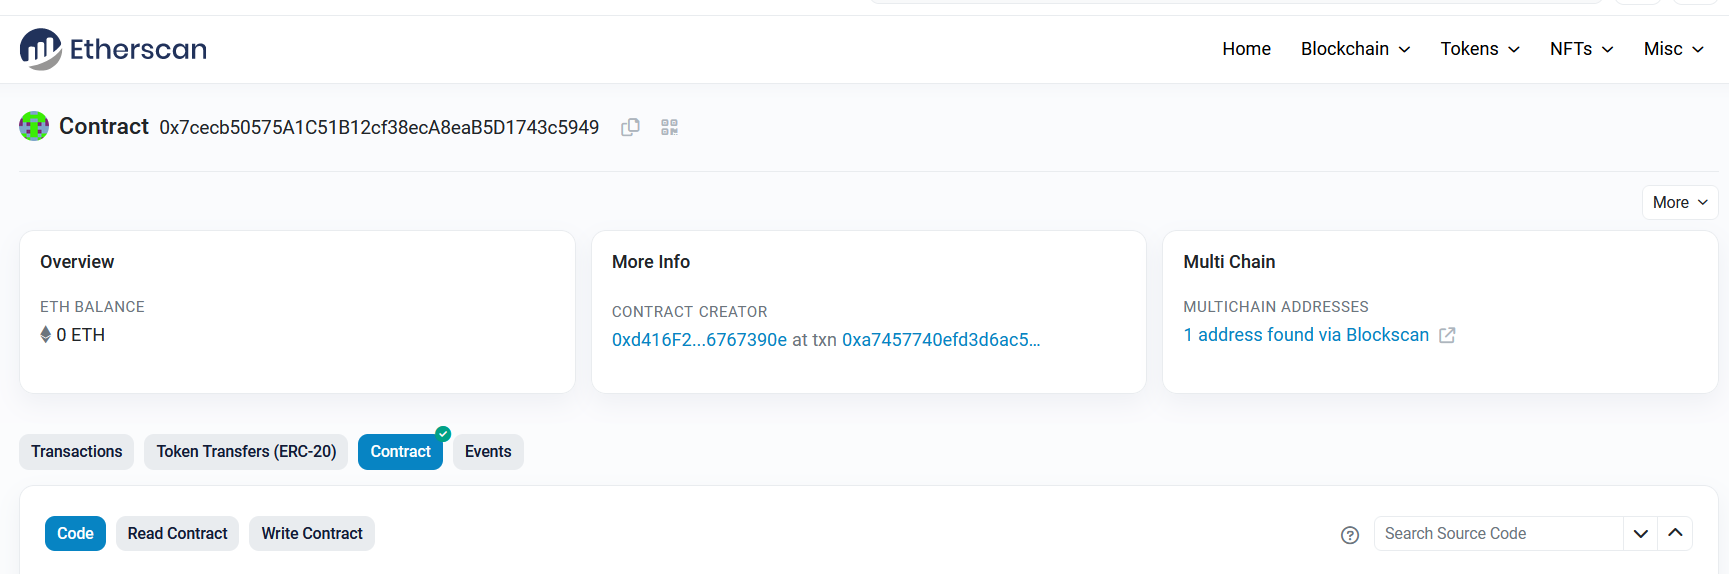 Etherscan
Home Blockchain Tokens NFTs Misc
Contract 0x7cecb50575A1C51B12cf38ecA8eaB5D1743c5949
More
Overview
ETH BALANCE
0 ETH
More Info
CONTRACT CREATOR
0xd416F2...6767390e at txn 0xa7457740efd3d6ac5...
Multi Chain
MULTICHAIN ADDRESSES
1 address found via Blockscan
Transactions Token Transfers (ERC-20) Contract Events
Code Read Contract Write Contract Search Source Code